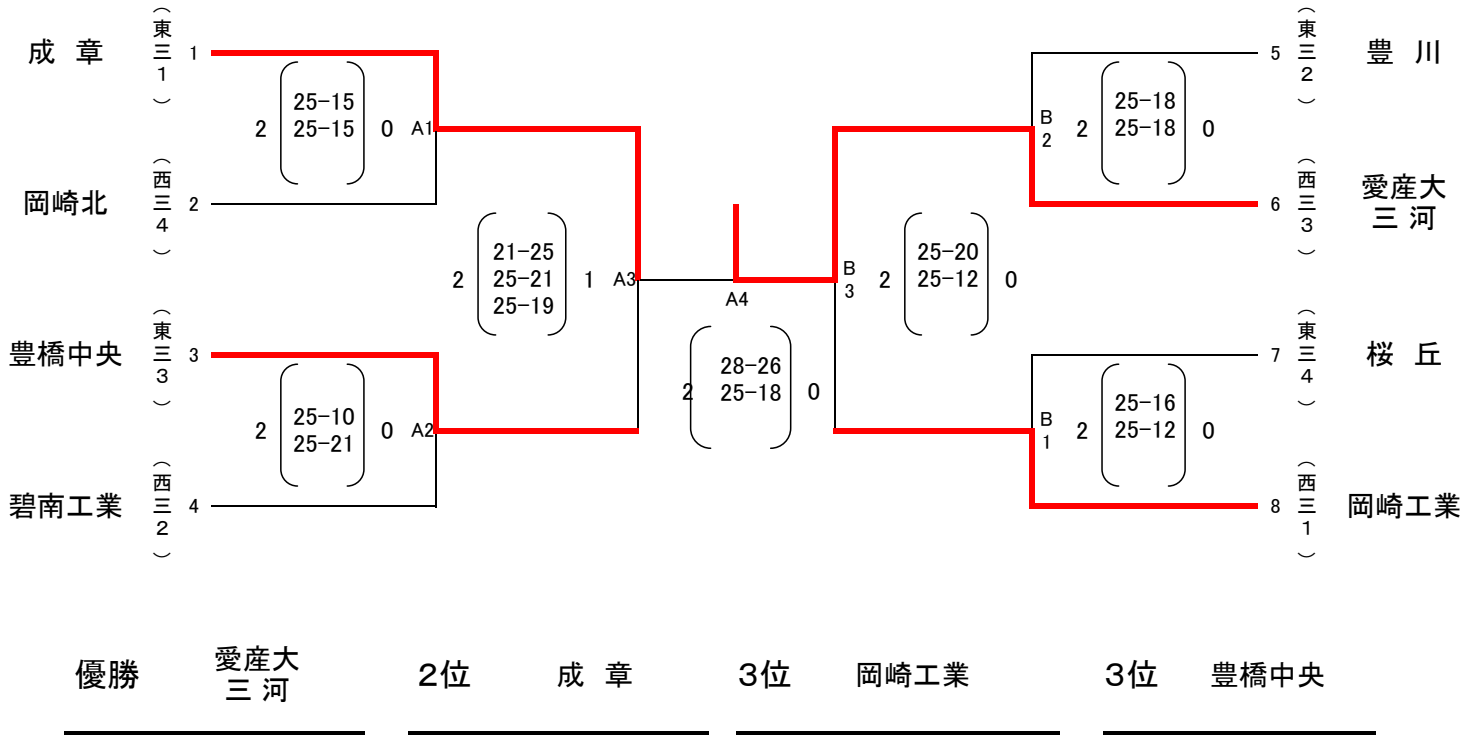 成 章
（東三１）
1
25-15
2 25-15 0
A1
岡崎北
（西三４）
2
21-25
2 25-21 1
25-19
A3
豊橋中央
（東三３）
3
2 25-10 0
25-21
A2
碧南工業
（西三２）
4
A4
28-26
2 25-18 0
5
（東三２）
豊 川
B2
25-18
2 25-18 0
6
（西三３）
愛産大
三 河
B3
25-20
2 25-12 0
7
（東三４）
桜 丘
B1
25-16
2 25-12 0
8
（西三１）
岡崎工業
優勝 愛産大
三 河
2位 成 章
3位 岡崎工業
3位 豊橋中央